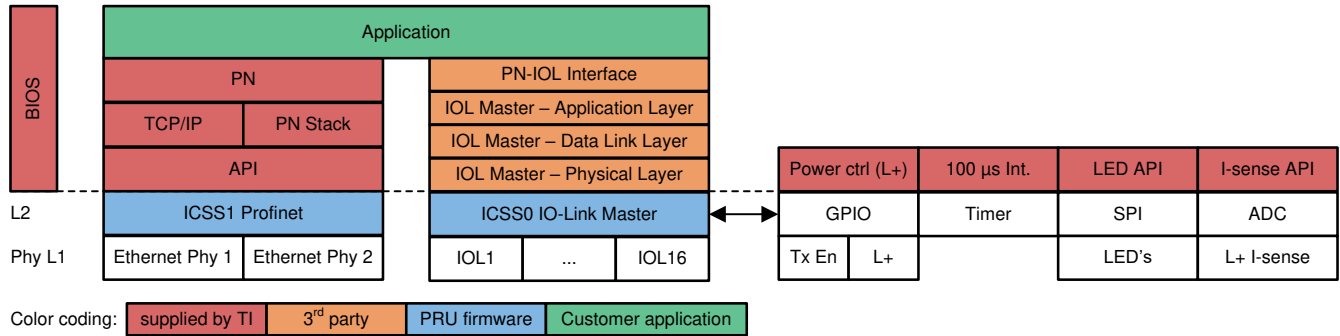 Application
BIOS
PN
PN-IOL Interface
TCP/IP PN Stack
IOL Master – Application Layer
IOL Master – Data Link Layer
API
IOL Master – Physical Layer
Power ctrl (L+) 100 µs Int. LED API I-sense API
L2 ICSS1 Profinet ICSS0 IO-Link Master GPIO Timer SPI ADC
Phy L1 Ethernet Phy 1 Ethernet Phy 2 IOL1 ... IOL16 Tx En L+ LED's L+ I-sense
Color coding: supplied by TI 3rd party PRU firmware Customer application